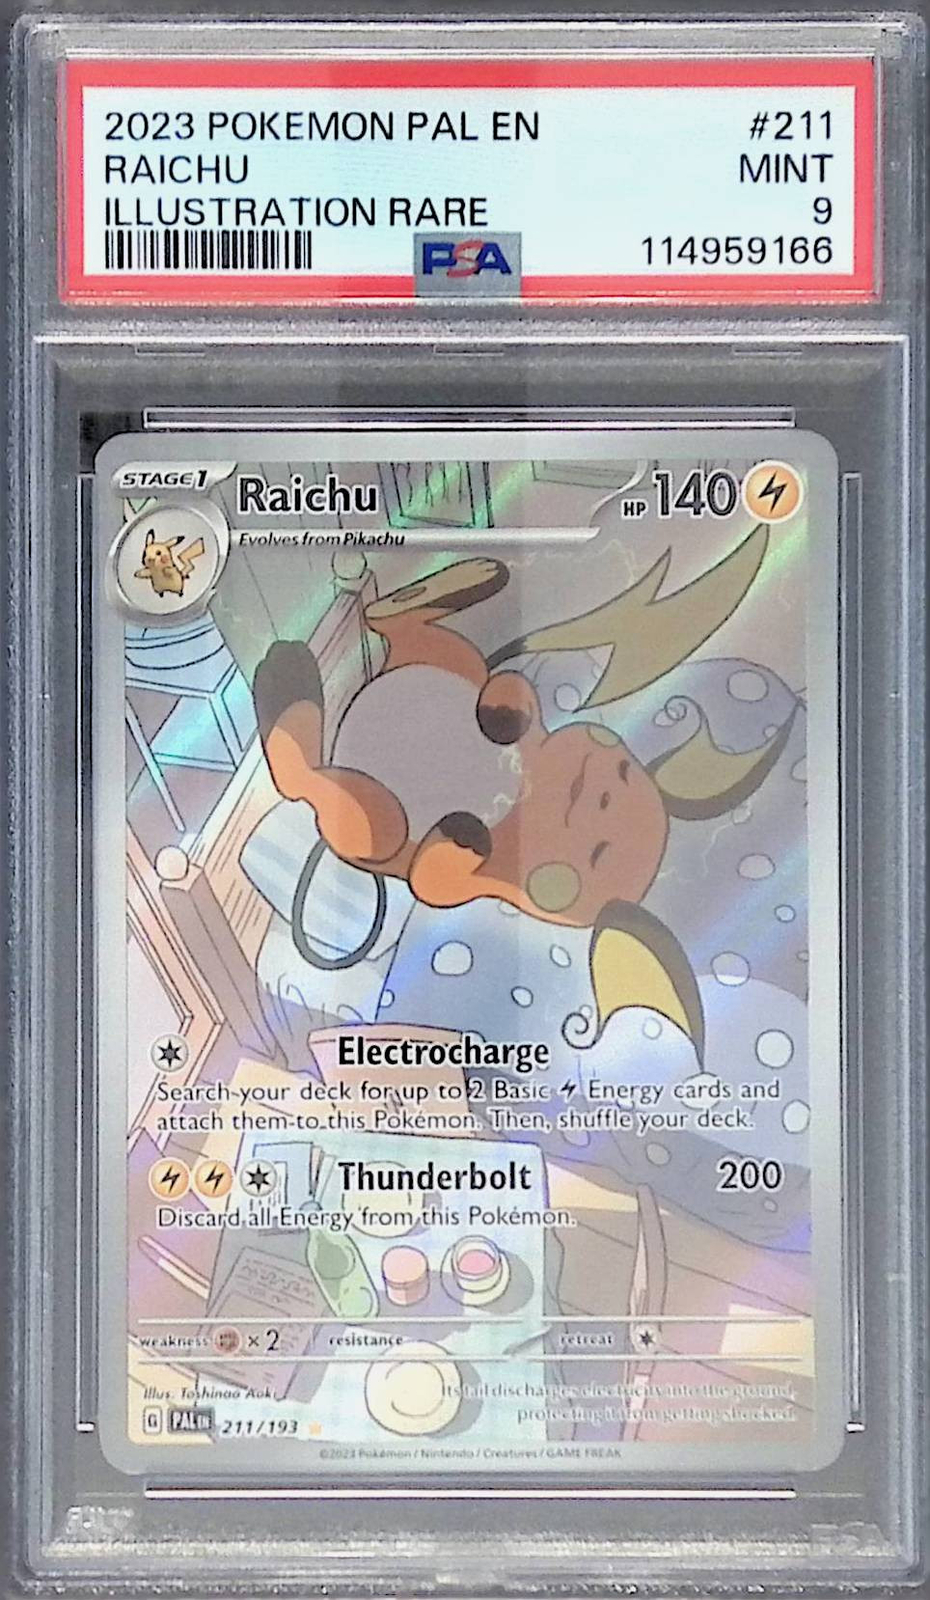 2023 POKEMON PAL EN #211
RAICHU MINT
ILLUSTRATION RARE 9
PSA 114959166
STAGE1 Raichu HP 140
Evolves from Pikachu
Electrocharge
Search your deck for up to 2 Basic Energy cards and
attach them to this Pokémon. Then, shuffle your deck.
Thunderbolt 200
Discard all Energy from this Pokémon.
weakness ×2 resistance retreat
Illus. Toshinao Aoki
Its tail discharges electricity into the ground,
protecting it from getting shocked.
G PAL EN 211/193
©2023 Pokémon / Nintendo / Creatures / GAME FREAK